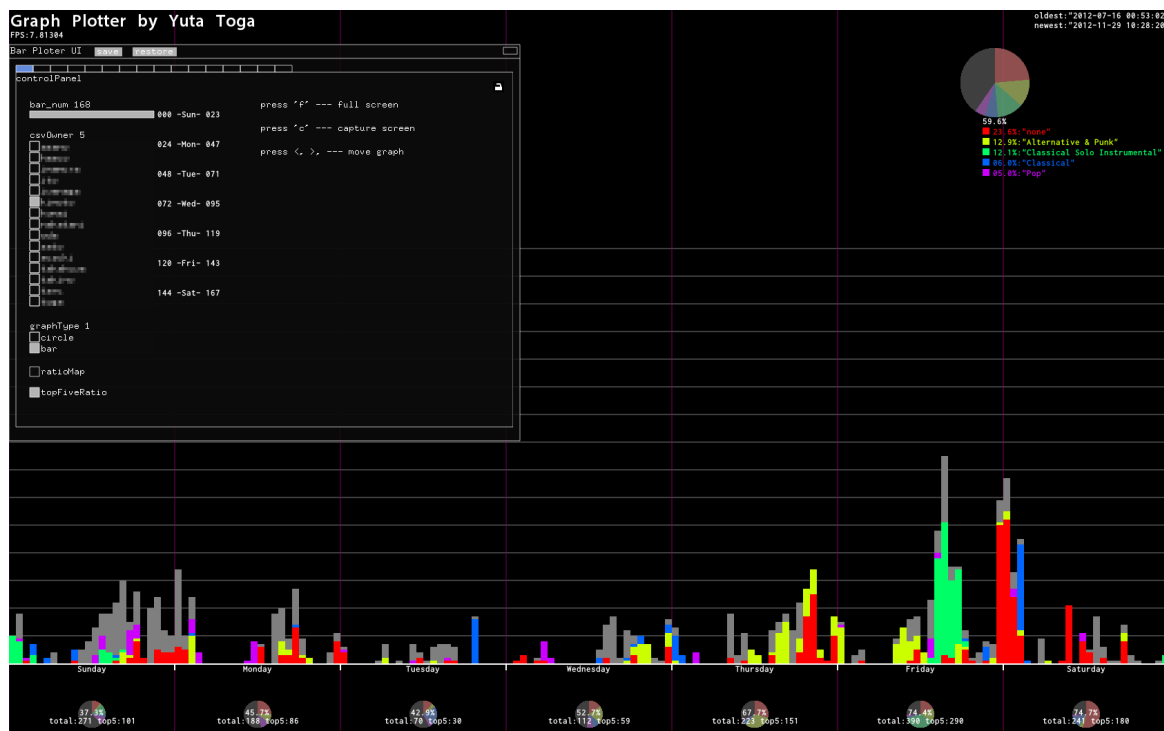 Graph Plotter by Yuta Toga
FPS:7.81304
oldest:"2012-07-16 00:53:02
newest:"2012-11-29 10:28:20
Bar Ploter UI save restore
controlPanel
bar_num 168
000 -Sun- 023
024 -Mon- 047
048 -Tue- 071
072 -Wed- 095
096 -Thu- 119
120 -Fri- 143
144 -Sat- 167
press 'f' --- full screen
press 'c' --- capture screen
press <, >, --- move graph
csvOwner 5
graphType 1
circle
bar
ratioMap
topFiveRatio
59.6%
23.6%:"none"
12.9%:"Alternative & Punk"
12.1%:"Classical Solo Instrumental"
06.0%:"Classical"
05.0%:"Pop"
Sunday Monday Tuesday Wednesday Thursday Friday Saturday
37.3% 45.7% 42.9% 52.7% 67.7% 74.4% 74.7%
total:271 top5:101 total:188 top5:86 total:70 top5:30 total:112 top5:59 total:223 top5:151 total:390 top5:290 total:241 top5:180